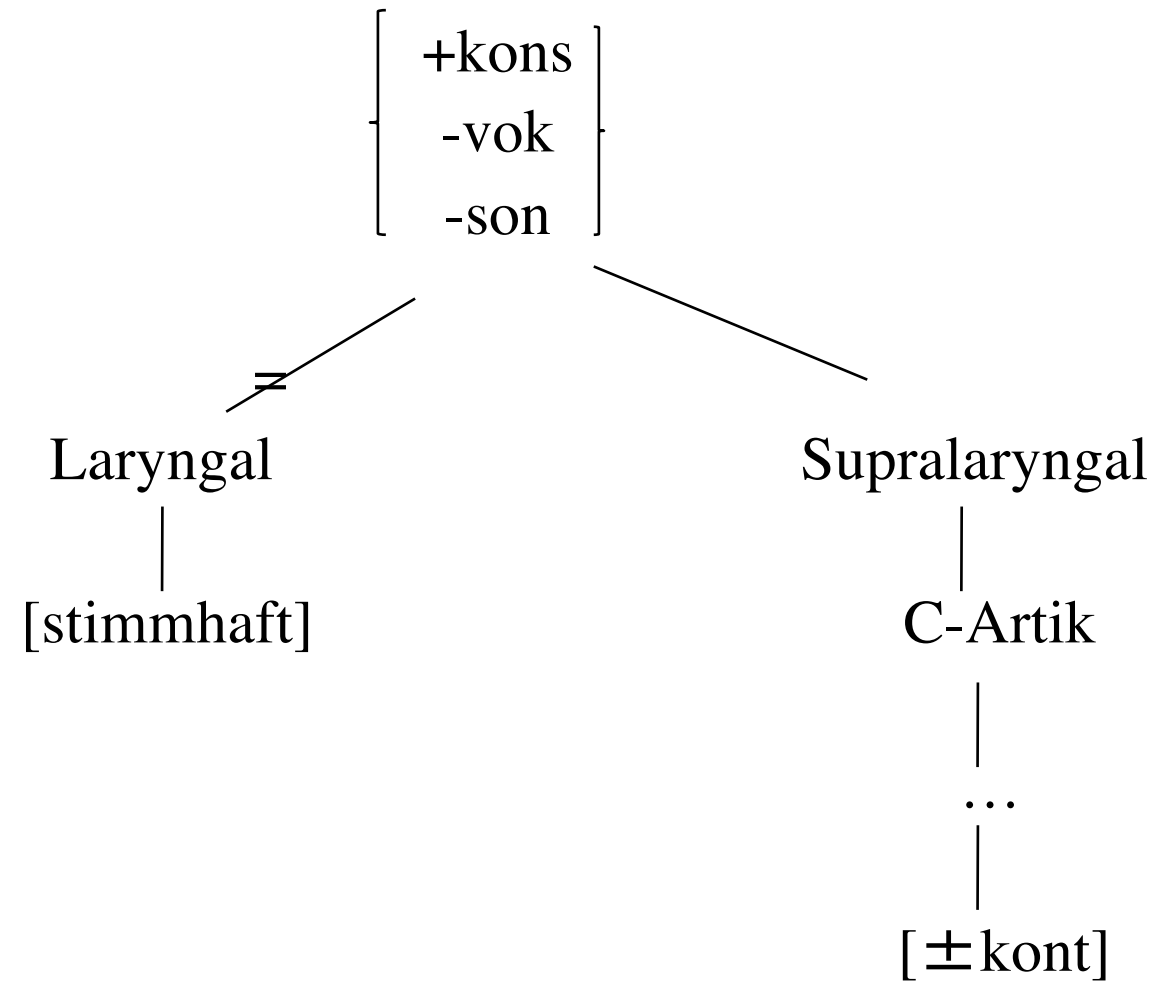 +kons
-vok
-son
=
Laryngal Supralaryngal
[stimmhaft] C-Artik
…
[±kont]